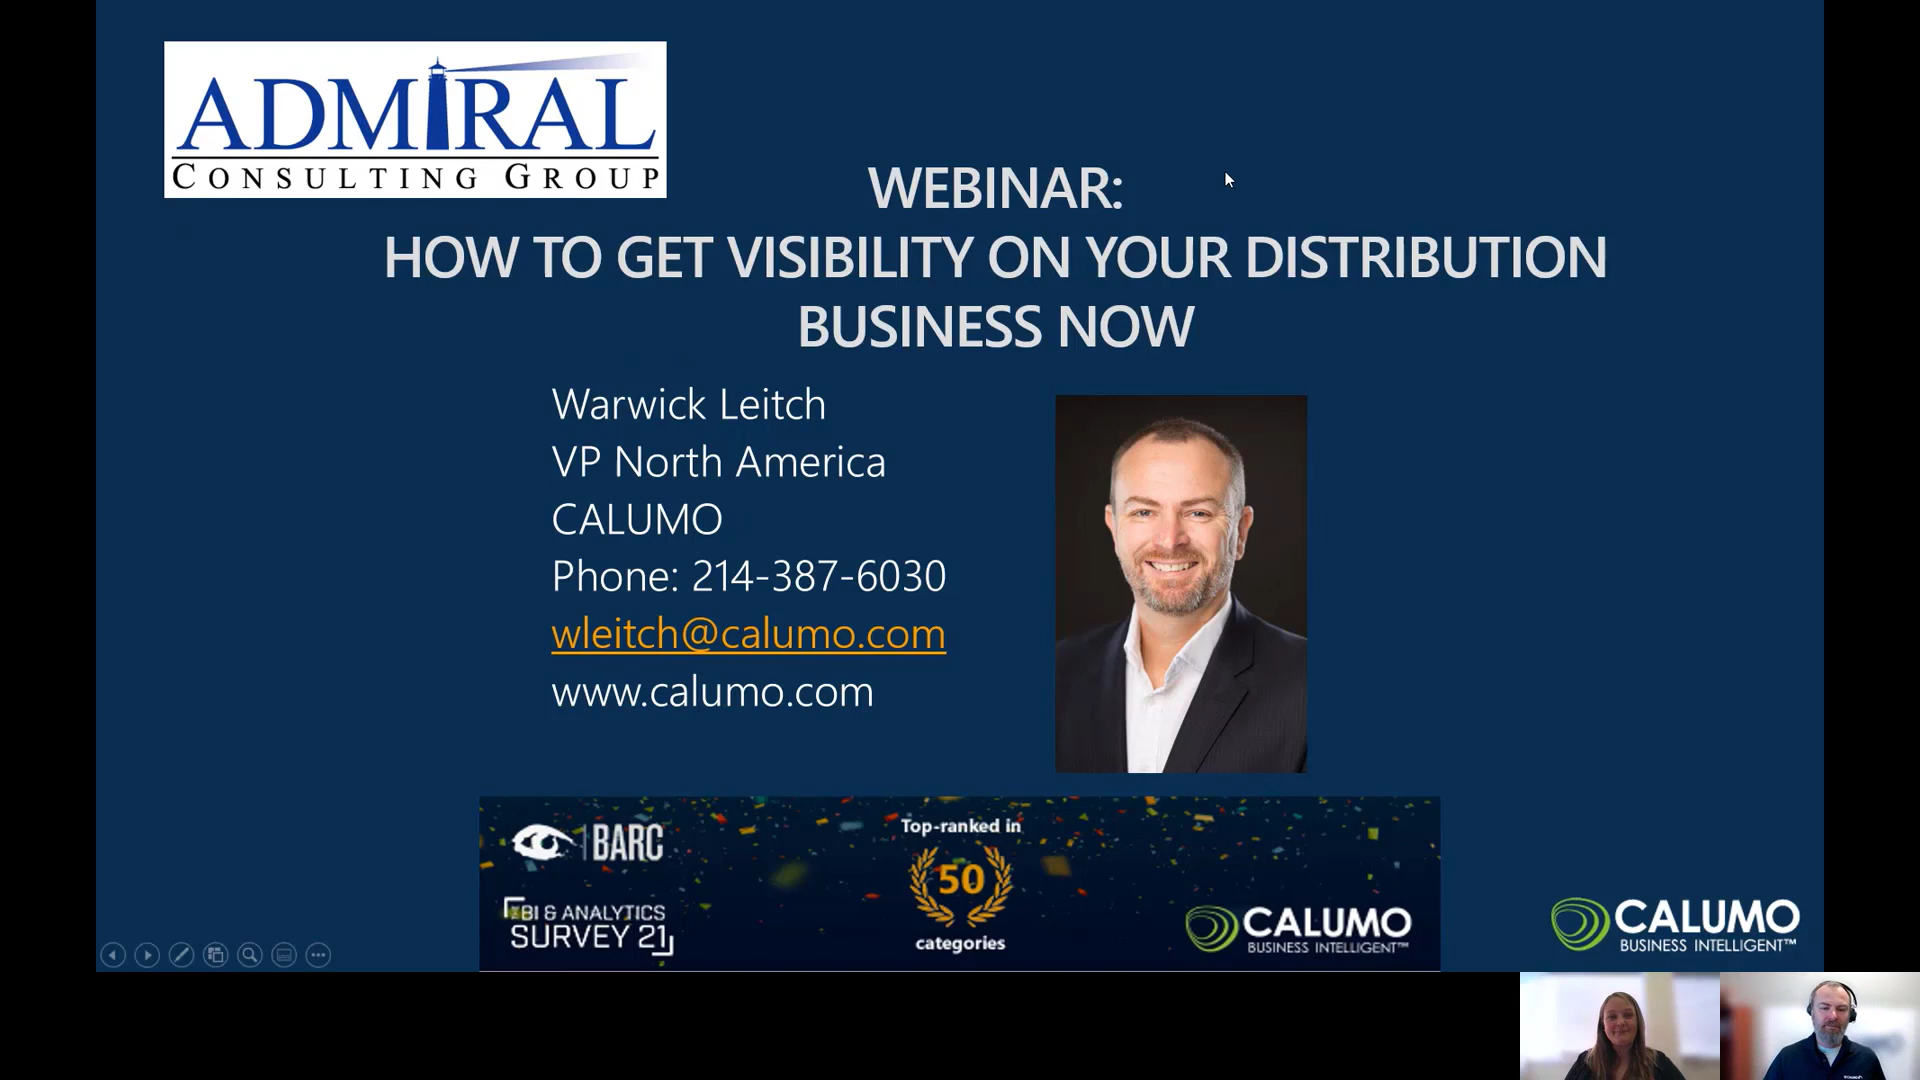 ADMIRAL
CONSULTING GROUP
WEBINAR:
HOW TO GET VISIBILITY ON YOUR DISTRIBUTION
BUSINESS NOW
Warwick Leitch
VP North America
CALUMO
Phone: 214-387-6030
wleitch@calumo.com
www.calumo.com
BARC
BI & ANALYTICS
SURVEY 21
Top-ranked in
50
categories
CALUMO
BUSINESS INTELLIGENT™
CALUMO
BUSINESS INTELLIGENT™